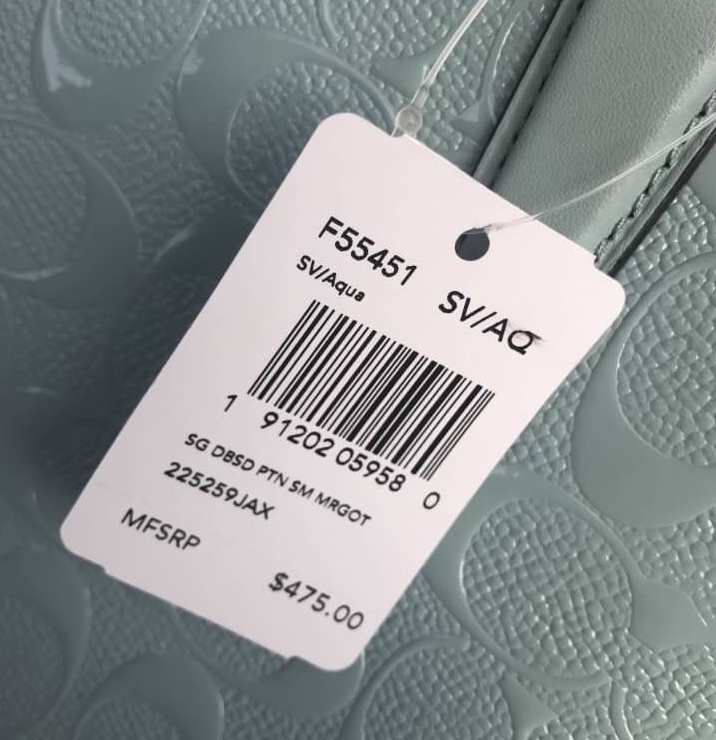 F55451 SV/AQ
SV/Aqua
1 91202 05958 0
SG DBSD PTN SM MRGOT
225259JAX
MFSRP
$475.00